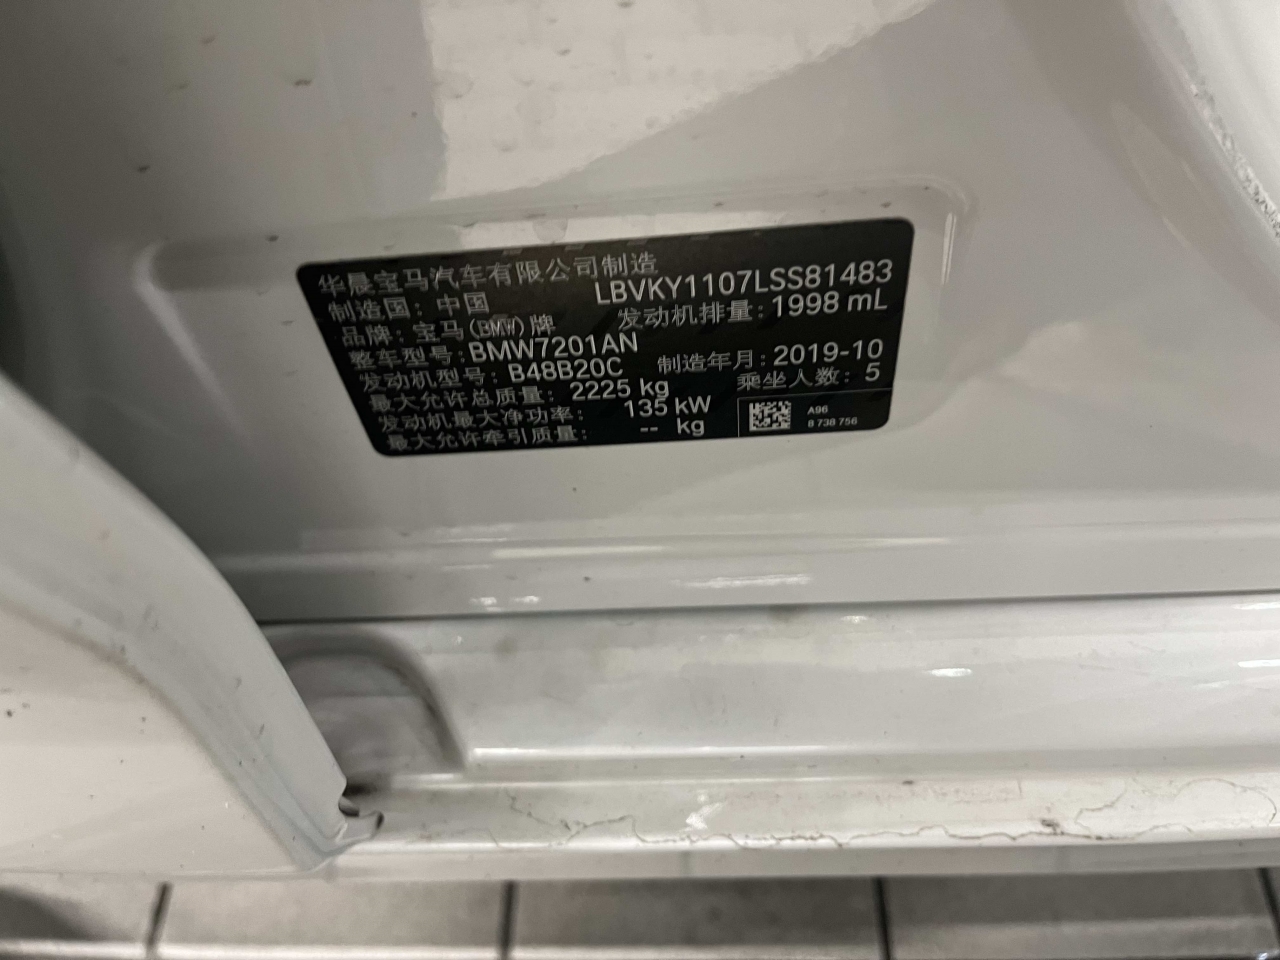 华晨宝马汽车有限公司制造
制造国：中国 LBVKY1107LSS81483
品牌：宝马(BMW)牌 发动机排量：1998 mL
整车型号：BMW7201AN
发动机型号：B48B20C 制造年月：2019-10
最大允许总质量：2225 kg 乘坐人数：5
发动机最大净功率：135 kW
最大允许牵引质量：-- kg
A96
8 738 756